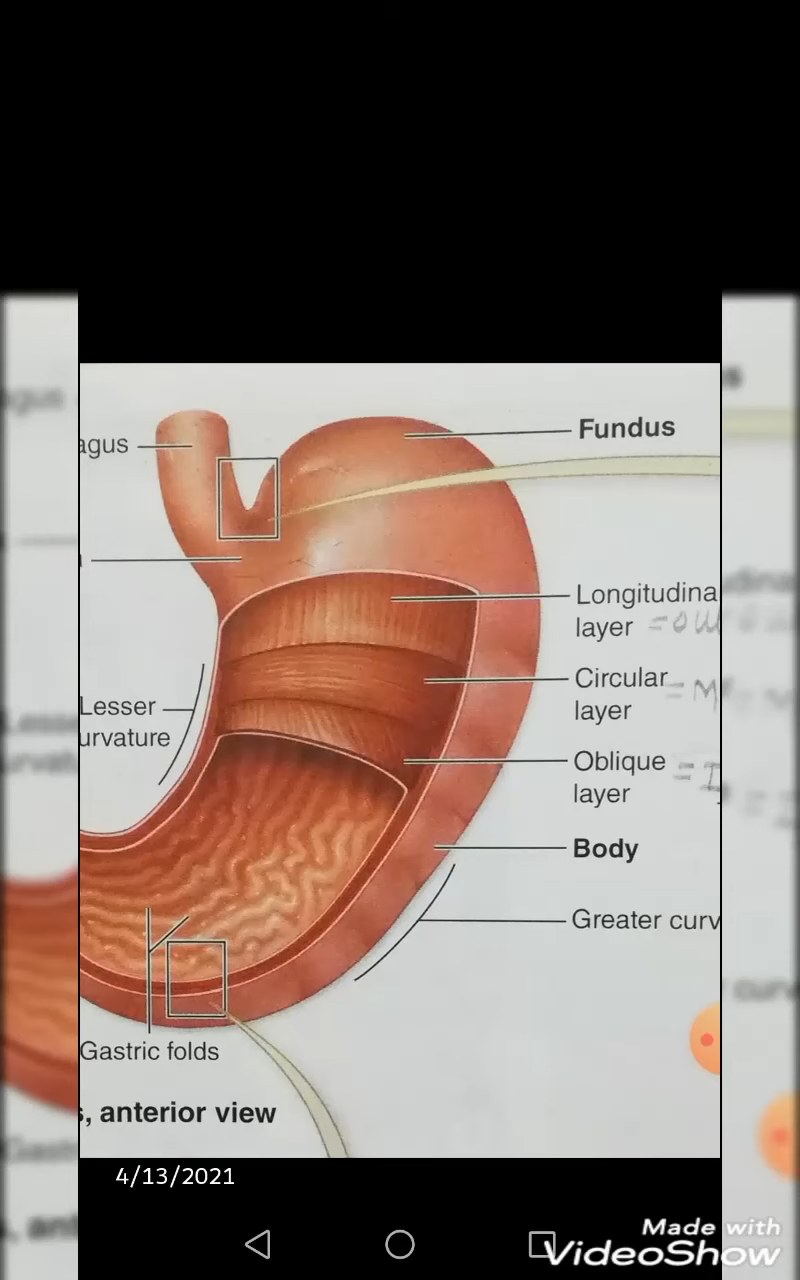 agus
Fundus
Longitudina
layer
Circular
layer
Lesser
urvature
Oblique
layer
Body
Greater curv
Gastric folds
s, anterior view
4/13/2021
Made with
VideoShow